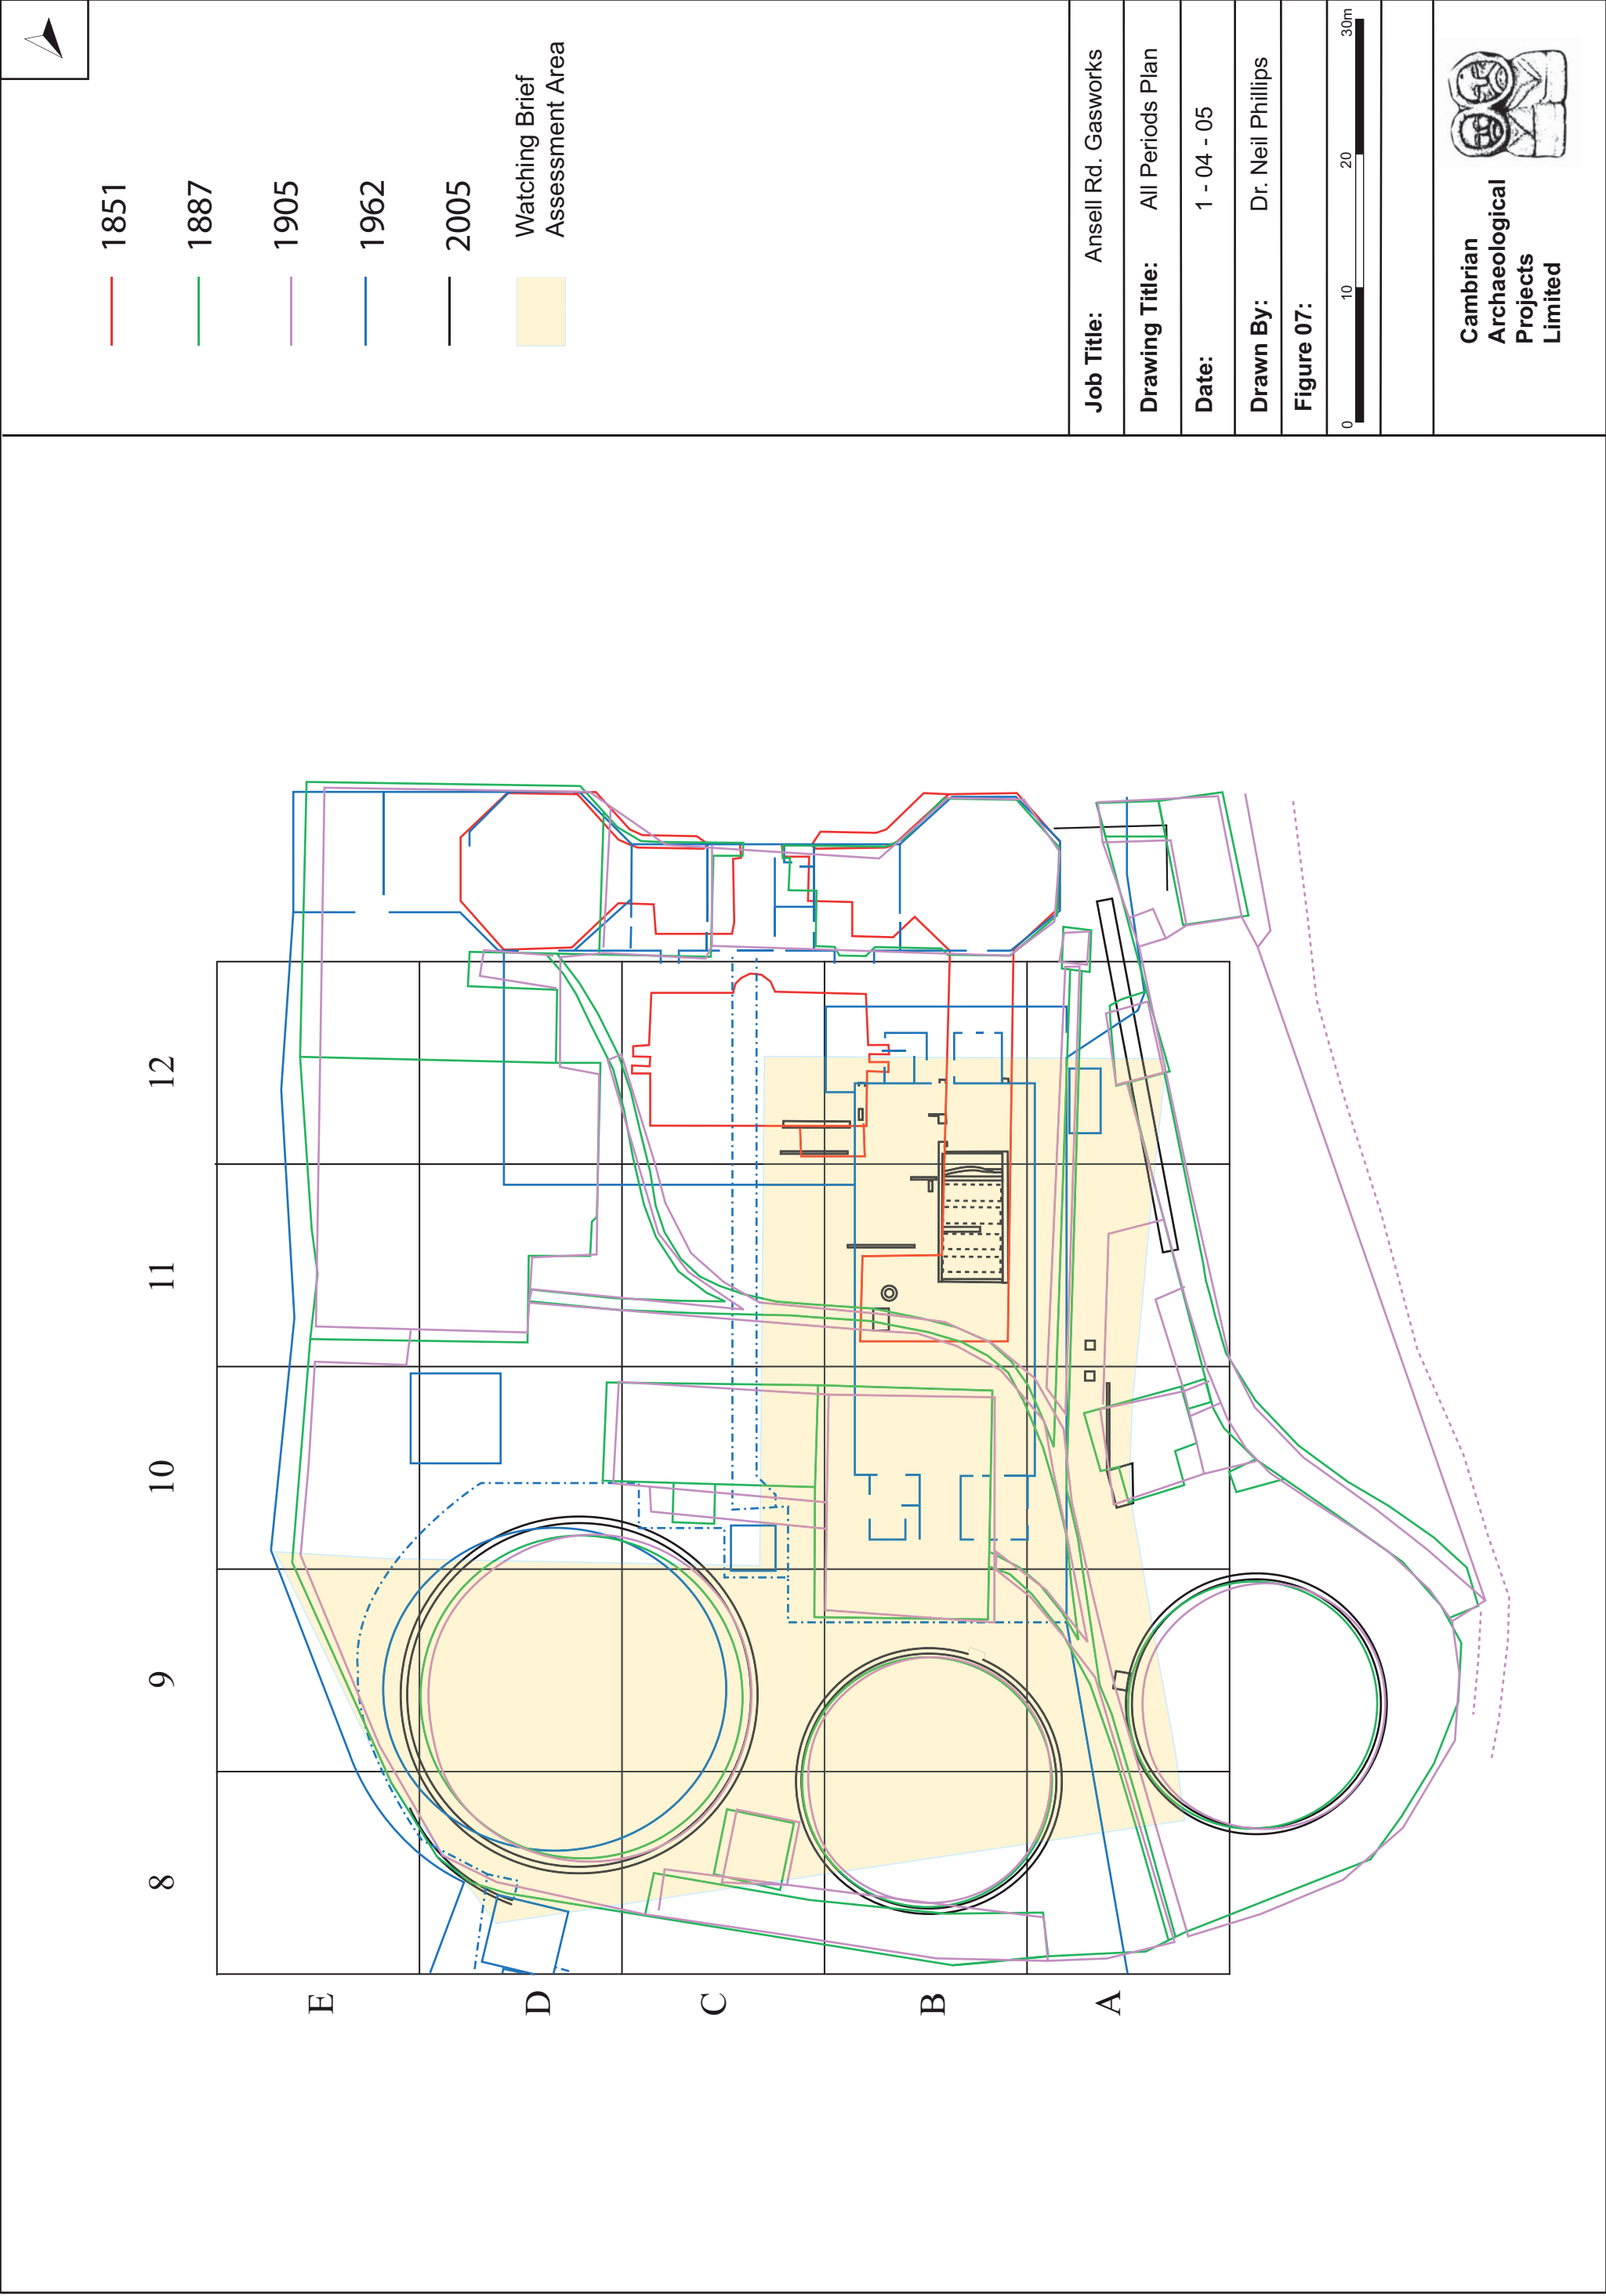 1851
1887
1905
1962
2005
Watching Brief
Assessment Area
Job Title: Ansell Rd. Gasworks
Drawing Title: All Periods Plan
Date: 1 - 04 - 05
Drawn By: Dr. Neil Phillips
Figure 07:
0 10 20 30m
Cambrian
Archaeological
Projects
Limited
8 9 10 11 12
E
D
C
B
A